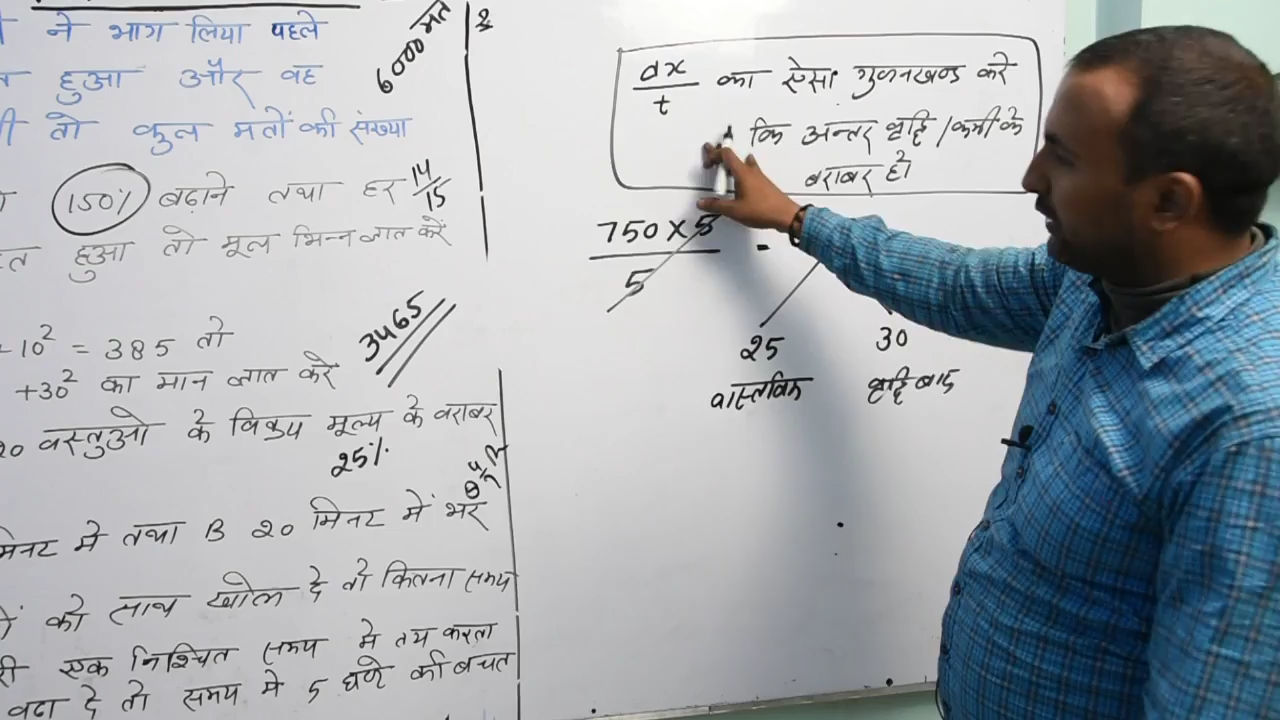 ने भाग लिया पहले
हुआ और वह
तो कुल मतों की संख्या
6000 मत
150% बढ़ाने तथा हर 14/15
हुआ तो मूल भिन्न ज्ञात करें
10² = 385 तो
+30² का मान ज्ञात करे
3465
20 वस्तुओ के विक्रय मूल्य के बराबर
25%
मिनट मे तथा B 20 मिनट में भर
को साथ खोल दे तो कितना समय
एक निश्चित समय मे तय करता
बढा दे तो समय मे 5 घण्टे की बचत
dx/t का ऐसा गुणनखण्ड करे
कि अन्तर वृद्दि/कमी के
बराबर हो
750 x 5
5
=
25 30
वास्तविक वृद्दि बाद